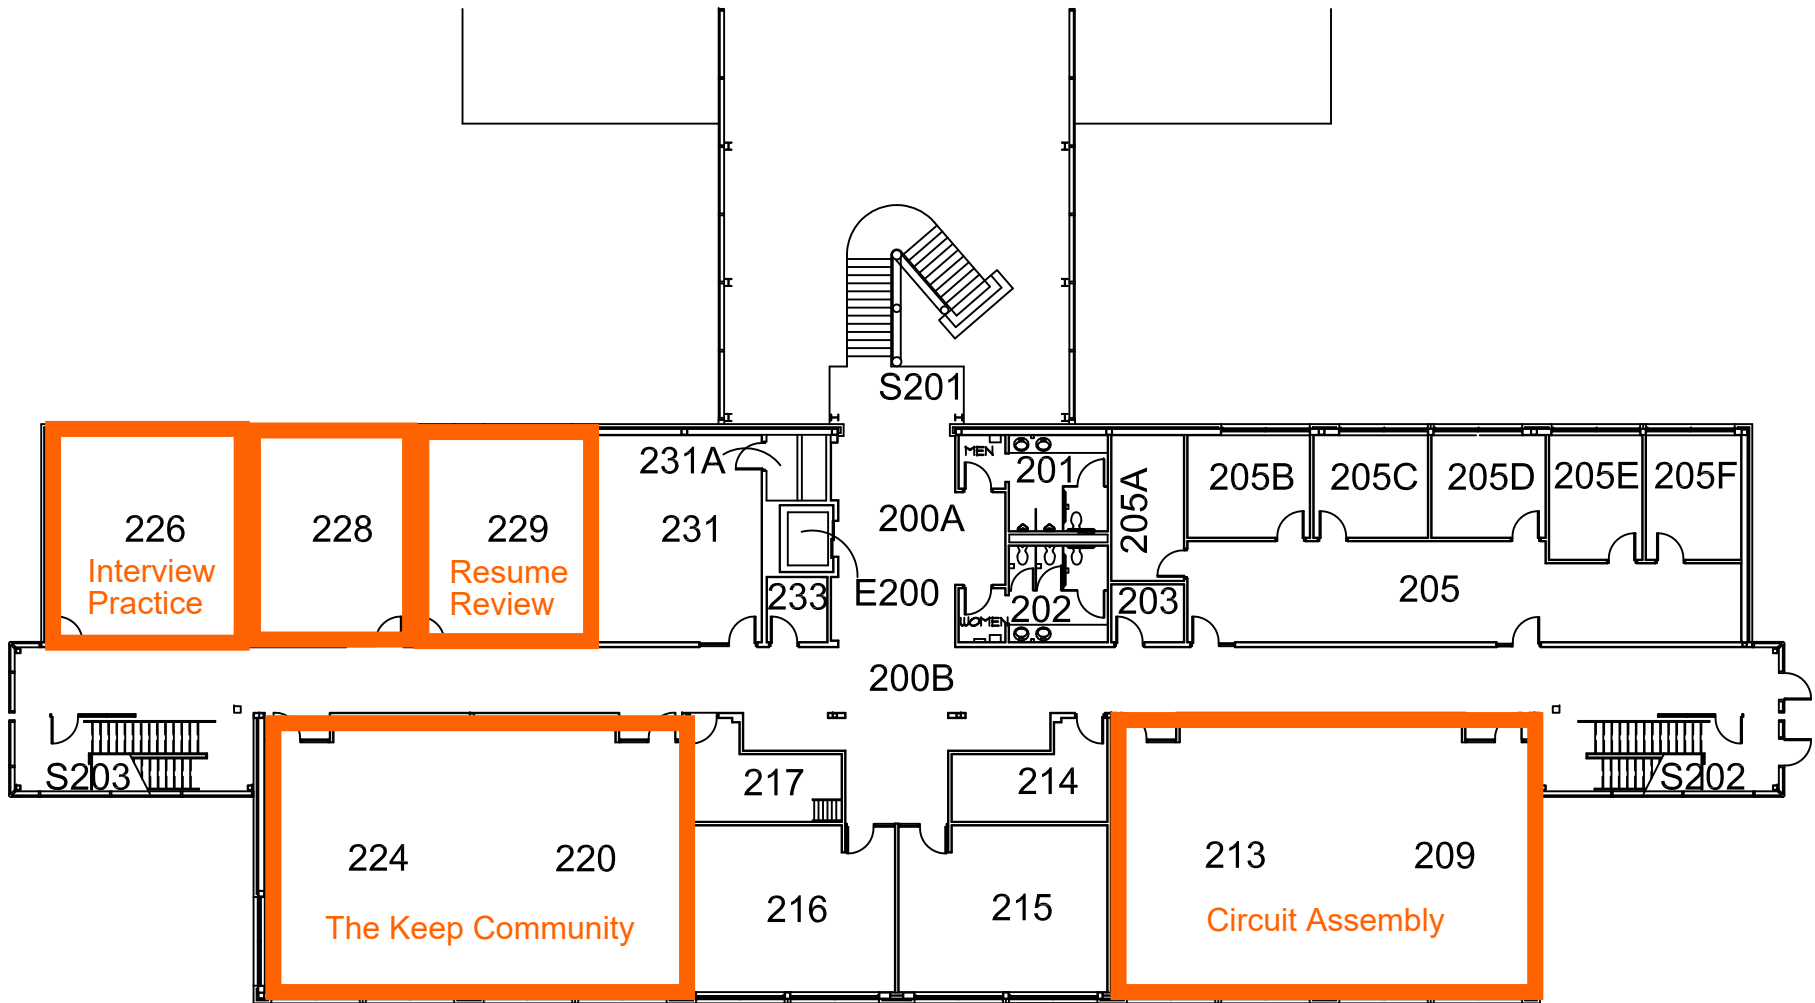 S201
MEN
231A
201
205A
205B
205C
205D
205E
205F
226
Interview
Practice
228
229
Resume
Review
231
200A
233
E200
WOMEN
202
203
205
200B
S203
217
214
S202
224
220
The Keep Community
216
215
213
209
Circuit Assembly